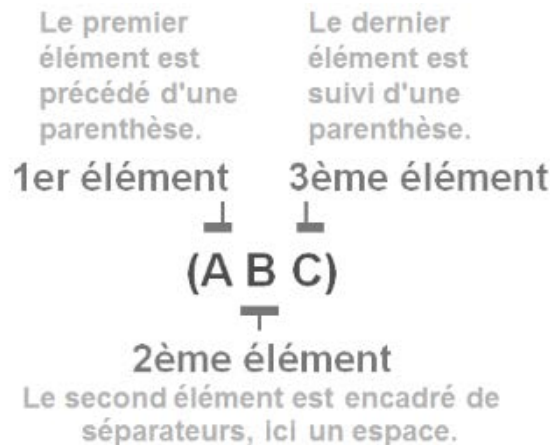 Le premier
élément est
précédé d'une
parenthèse.
Le dernier
élément est
suivi d'une
parenthèse.
1er élément
3ème élément
(A B C)
2ème élément
Le second élément est encadré de
séparateurs, ici un espace.